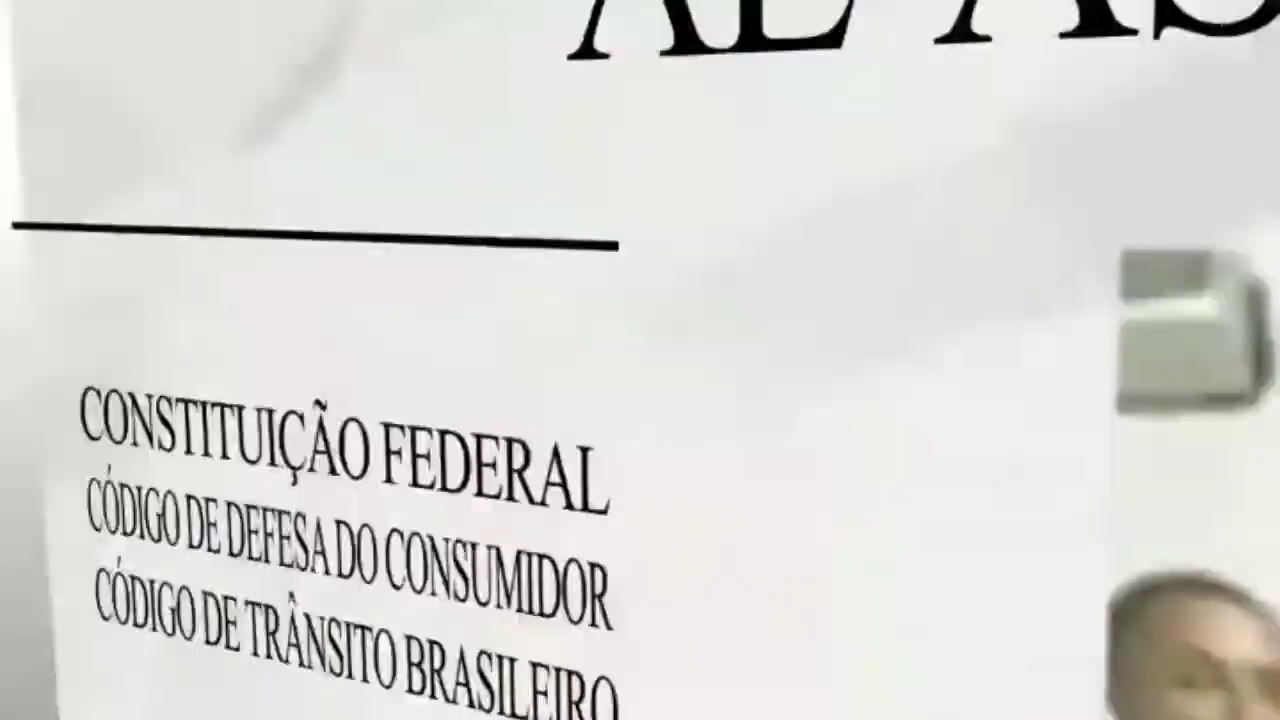 CONSTITUIÇÃO FEDERAL
CÓDIGO DE DEFESA DO CONSUMIDOR
CÓDIGO DE TRÂNSITO BRASILEIRO